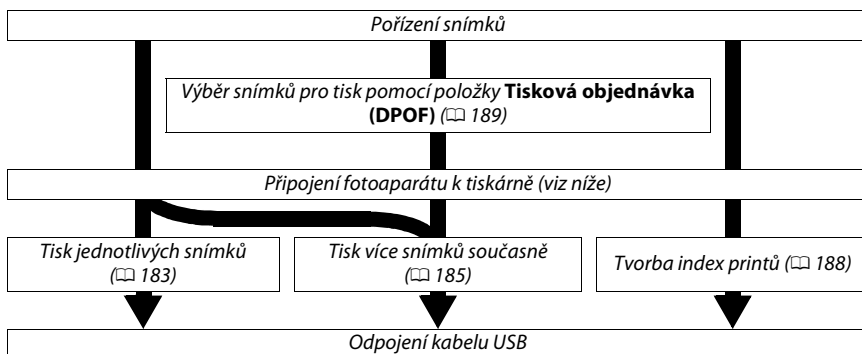 Pořízení snímků
Výběr snímků pro tisk pomocí položky Tisková objednávka
(DPOF) (🕮 189)
Připojení fotoaparátu k tiskárně (viz níže)
Tisk jednotlivých snímků
(🕮 183)
Tisk více snímků současně
(🕮 185)
Tvorba index printů (🕮 188)
Odpojení kabelu USB